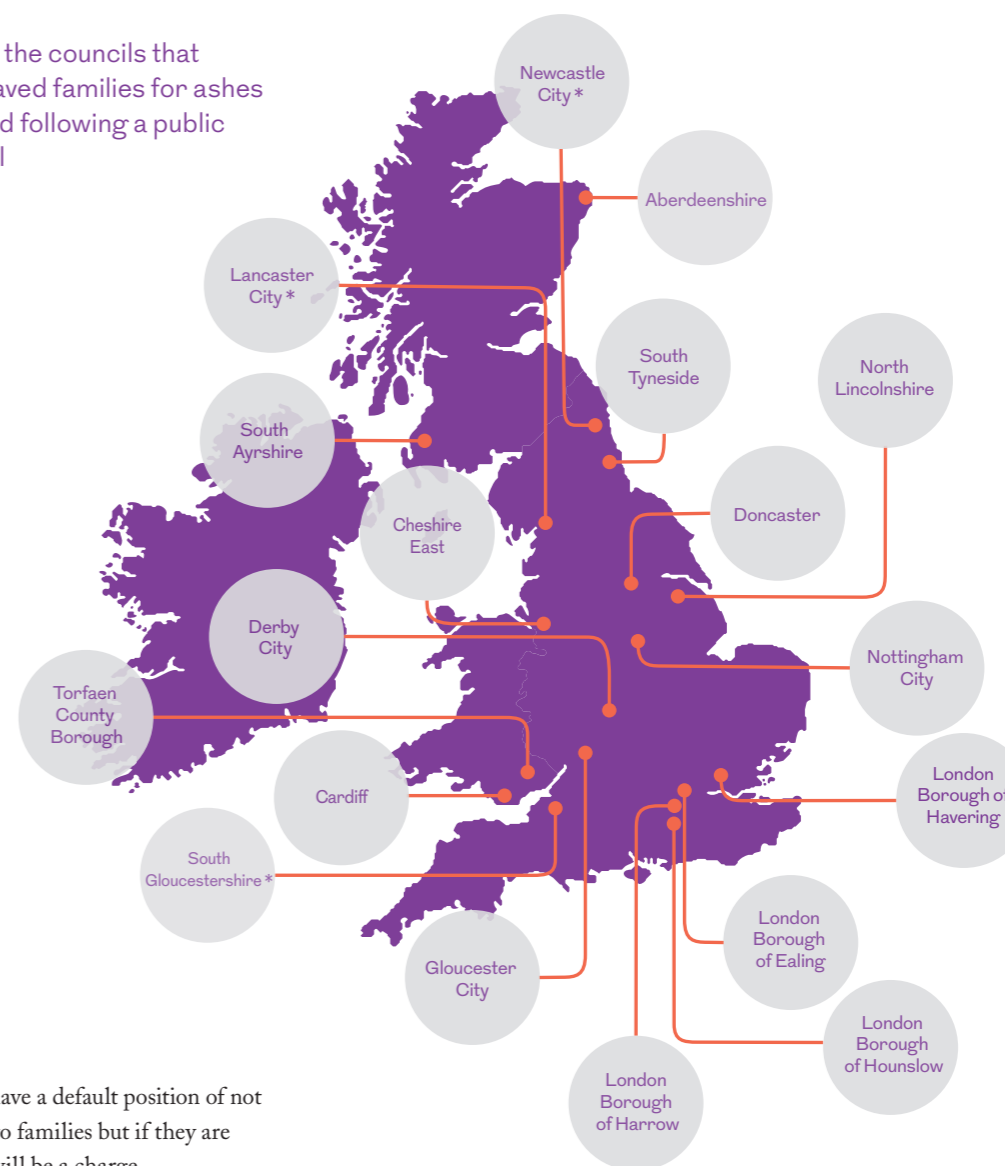 the councils that
aved families for ashes
d following a public
l
Newcastle
City *
Aberdeenshire
Lancaster
City *
South
Tyneside
North
Lincolnshire
South
Ayrshire
Cheshire
East
Doncaster
Derby
City
Nottingham
City
Torfaen
County
Borough
Cardiff
London
Borough of
Havering
South
Gloucestershire *
London
Borough
of Ealing
Gloucester
City
London
Borough
of Hounslow
London
Borough
of Harrow
ave a default position of not
o families but if they are
will be a charge